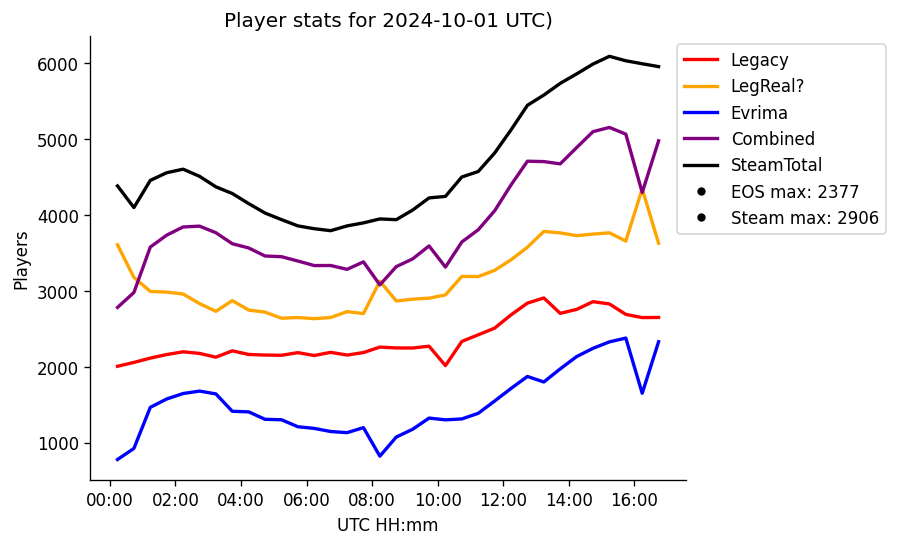 Player stats for 2024-10-01 UTC)
Legacy
LegReal?
Evrima
Combined
SteamTotal
EOS max: 2377
Steam max: 2906
Players
6000
5000
4000
3000
2000
1000
00:00 02:00 04:00 06:00 08:00 10:00 12:00 14:00 16:00
UTC HH:mm